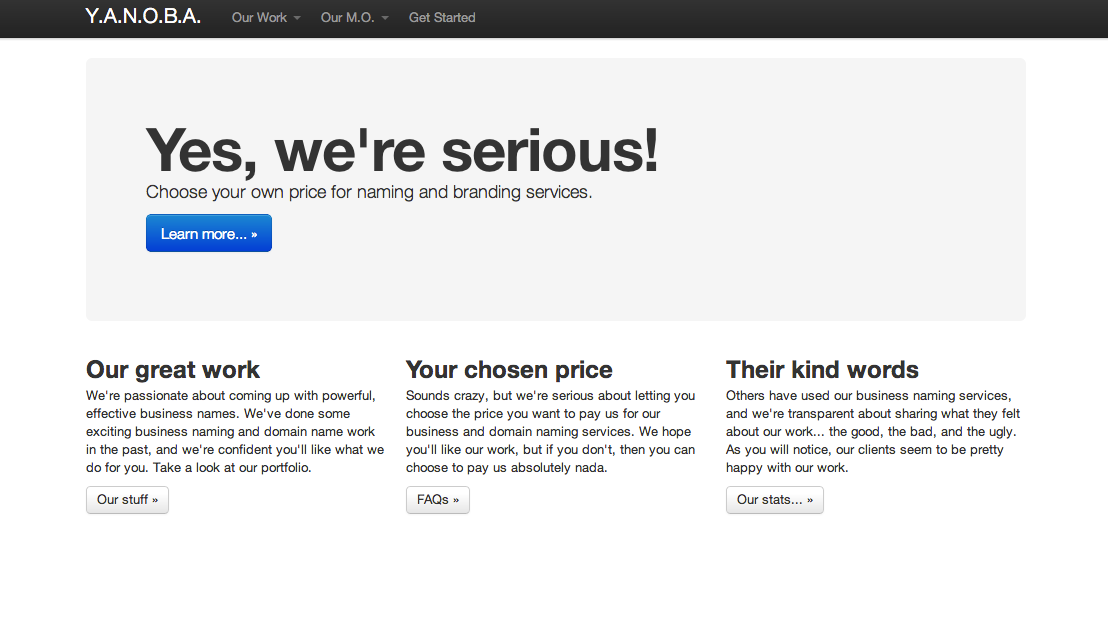 Y.A.N.O.B.A. Our Work Our M.O. Get Started
Yes, we're serious!
Choose your own price for naming and branding services.
Learn more... »
Our great work
We're passionate about coming up with powerful,
effective business names. We've done some
exciting business naming and domain name work
in the past, and we're confident you'll like what we
do for you. Take a look at our portfolio.
Our stuff »
Your chosen price
Sounds crazy, but we're serious about letting you
choose the price you want to pay us for our
business and domain naming services. We hope
you'll like our work, but if you don't, then you can
choose to pay us absolutely nada.
FAQs »
Their kind words
Others have used our business naming services,
and we're transparent about sharing what they felt
about our work... the good, the bad, and the ugly.
As you will notice, our clients seem to be pretty
happy with our work.
Our stats... »